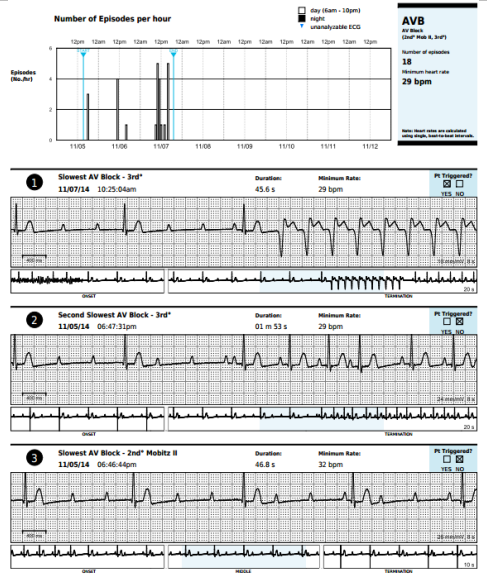 Number of Episodes per hour
day (6am - 10pm)
night
unanalyzable ECG
12pm 12am 12pm 12am 12pm 12am 12pm 12am 12pm 12am 12pm 12am 12pm 12am 12pm
Episodes
(No./hr)
6
4
2
0
11/05 11/06 11/07 11/08 11/09 11/10 11/11 11/12
AVB
AV Block
(2nd° Mob II, 3rd°)
Number of episodes
18
Minimum heart rate
29 bpm
Note: Heart rates are calculated
using single, beat-to-beat intervals.
1
Slowest AV Block - 3rd°
11/07/14 10:25:04am
Duration:
45.6 s
Minimum Rate:
29 bpm
Pt Triggered?
YES NO
400 ms
10 mm/mV, 8 s
20 s
ONSET
TERMINATION
2
Second Slowest AV Block - 3rd°
11/05/14 06:47:31pm
Duration:
01 m 53 s
Minimum Rate:
29 bpm
Pt Triggered?
YES NO
400 ms
24 mm/mV, 8 s
20 s
ONSET
TERMINATION
3
Slowest AV Block - 2nd° Mobitz II
11/05/14 06:46:44pm
Duration:
46.8 s
Minimum Rate:
32 bpm
Pt Triggered?
YES NO
400 ms
26 mm/mV, 8 s
10 s
ONSET
MIDDLE
TERMINATION